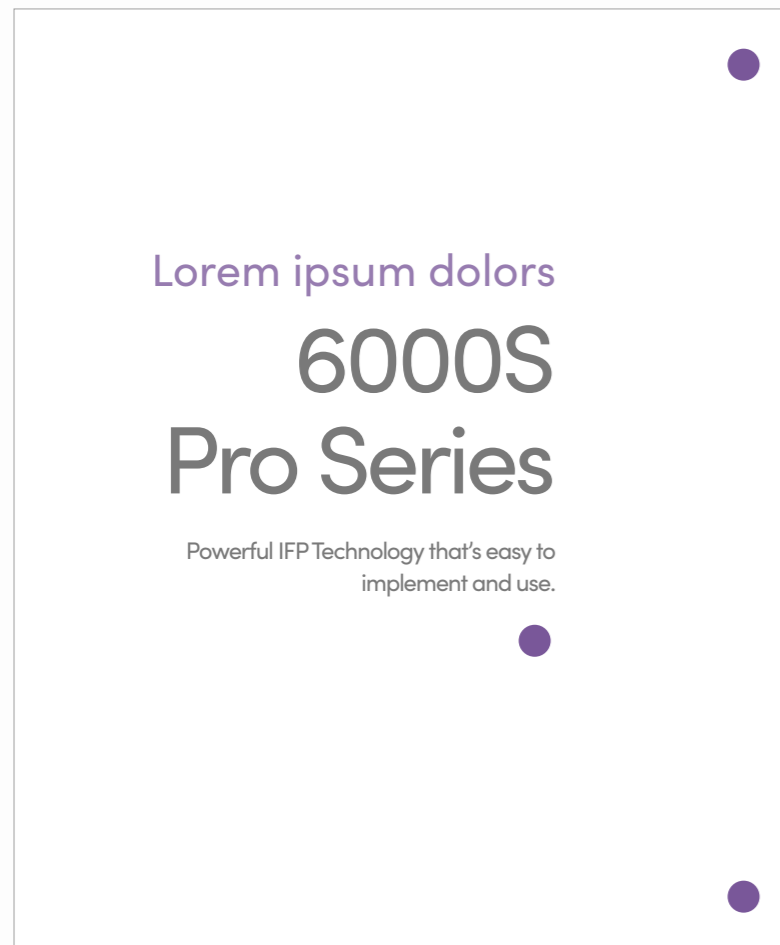 Lorem ipsum dolors
6000S
Pro Series
Powerful IFP Technology that’s easy to
implement and use.